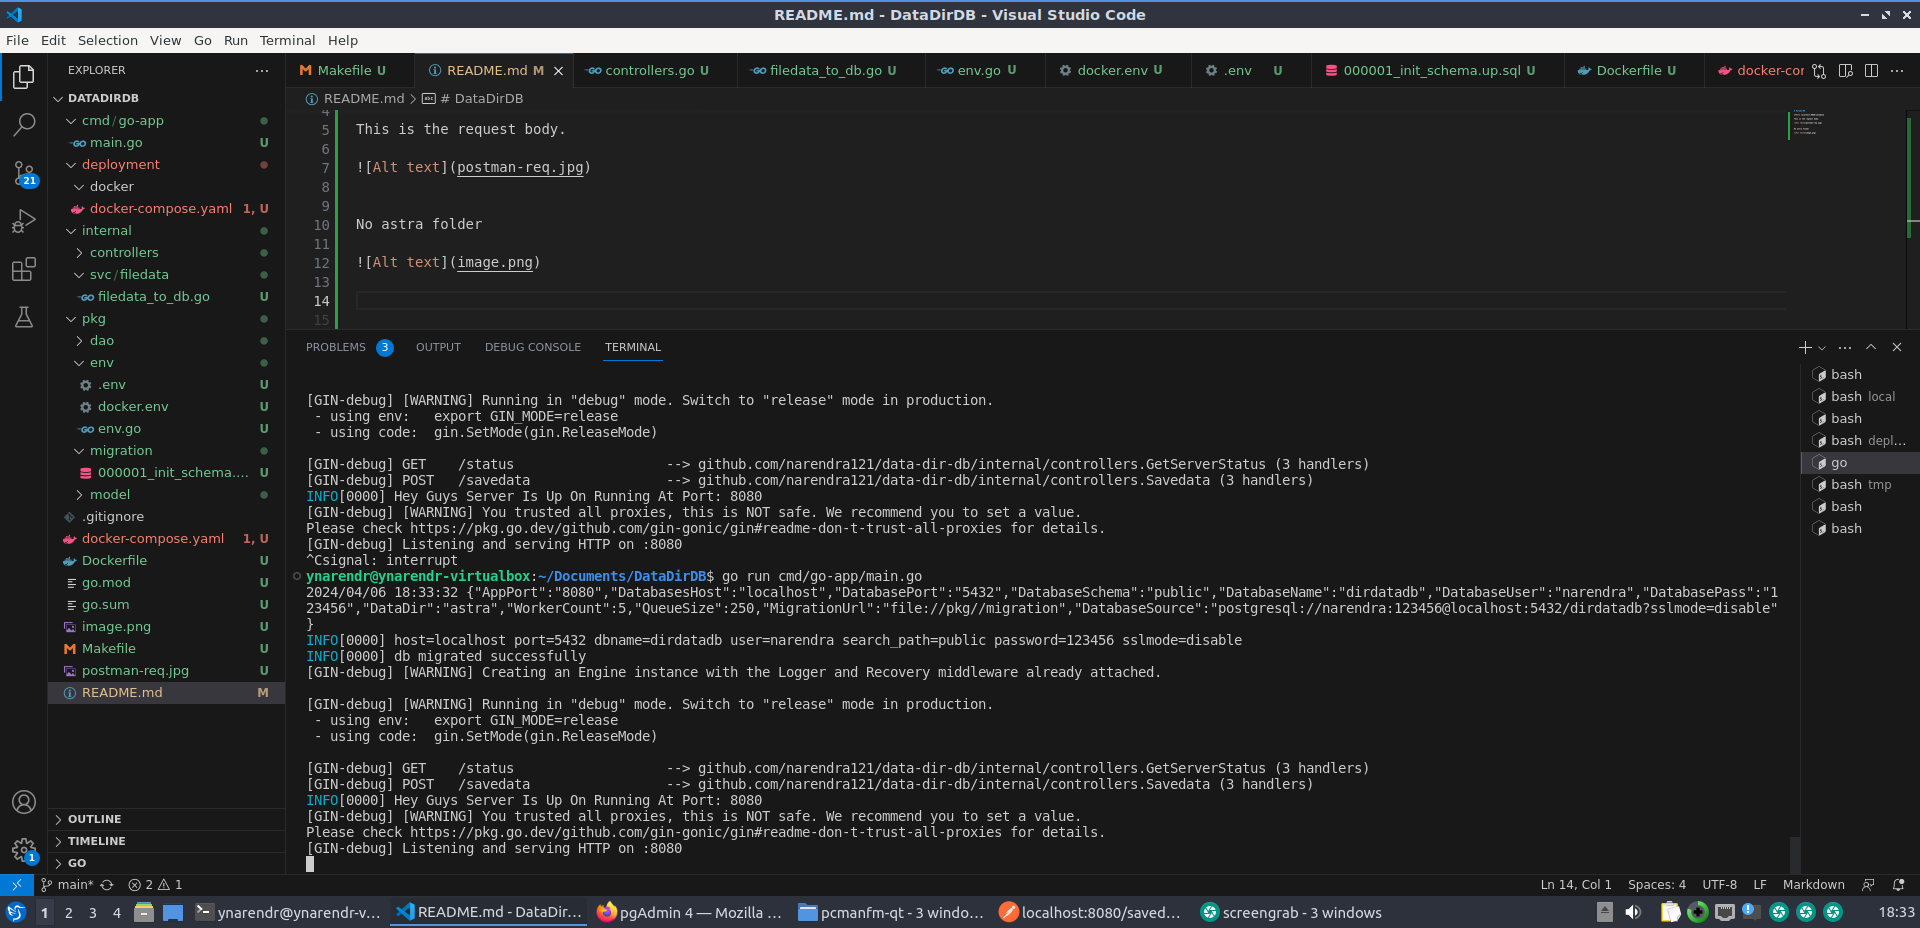 README.md - DataDirDB - Visual Studio Code
File Edit Selection View Go Run Terminal Help
EXPLORER
DATADIRDB
cmd/go-app
main.go U
deployment
docker
docker-compose.yaml 1, U
internal
controllers
svc/filedata
filedata_to_db.go U
pkg
dao
env
.env U
docker.env U
env.go U
migration
000001_init_schema.... U
model
.gitignore
docker-compose.yaml 1, U
Dockerfile U
go.mod U
go.sum U
image.png U
Makefile U
postman-req.jpg U
README.md M
OUTLINE
TIMELINE
GO
21
1
Makefile U README.md M controllers.go U filedata_to_db.go U env.go U docker.env U .env U 000001_init_schema.up.sql U Dockerfile U docker-cor
README.md > # DataDirDB
4
5 This is the request body.
6
7 ![Alt text](postman-req.jpg)
8
9
10 No astra folder
11
12 ![Alt text](image.png)
13
14
15
PROBLEMS 3 OUTPUT DEBUG CONSOLE TERMINAL
[GIN-debug] [WARNING] Running in "debug" mode. Switch to "release" mode in production.
- using env: export GIN_MODE=release
- using code: gin.SetMode(gin.ReleaseMode)
[GIN-debug] GET /status --> github.com/narendra121/data-dir-db/internal/controllers.GetServerStatus (3 handlers)
[GIN-debug] POST /savedata --> github.com/narendra121/data-dir-db/internal/controllers.Savedata (3 handlers)
INFO[0000] Hey Guys Server Is Up On Running At Port: 8080
[GIN-debug] [WARNING] You trusted all proxies, this is NOT safe. We recommend you to set a value.
Please check https://pkg.go.dev/github.com/gin-gonic/gin#readme-don-t-trust-all-proxies for details.
[GIN-debug] Listening and serving HTTP on :8080
^Csignal: interrupt
ynarendr@ynarendr-virtualbox:~/Documents/DataDirDB$ go run cmd/go-app/main.go
2024/04/06 18:33:32 {"AppPort":"8080","DatabasesHost":"localhost","DatabasePort":"5432","DatabaseSchema":"public","DatabaseName":"dirdatadb","DatabaseUser":"narendra","DatabasePass":"1
23456","DataDir":"astra","WorkerCount":5,"QueueSize":250,"MigrationUrl":"file://pkg//migration","DatabaseSource":"postgresql://narendra:123456@localhost:5432/dirdatadb?sslmode=disable"
}
INFO[0000] host=localhost port=5432 dbname=dirdatadb user=narendra search_path=public password=123456 sslmode=disable
INFO[0000] db migrated successfully
[GIN-debug] [WARNING] Creating an Engine instance with the Logger and Recovery middleware already attached.
[GIN-debug] [WARNING] Running in "debug" mode. Switch to "release" mode in production.
- using env: export GIN_MODE=release
- using code: gin.SetMode(gin.ReleaseMode)
[GIN-debug] GET /status --> github.com/narendra121/data-dir-db/internal/controllers.GetServerStatus (3 handlers)
[GIN-debug] POST /savedata --> github.com/narendra121/data-dir-db/internal/controllers.Savedata (3 handlers)
INFO[0000] Hey Guys Server Is Up On Running At Port: 8080
[GIN-debug] [WARNING] You trusted all proxies, this is NOT safe. We recommend you to set a value.
Please check https://pkg.go.dev/github.com/gin-gonic/gin#readme-don-t-trust-all-proxies for details.
[GIN-debug] Listening and serving HTTP on :8080
bash
bash local
bash
bash depl...
go
bash tmp
bash
bash
main* 2 1 Ln 14, Col 1 Spaces: 4 UTF-8 LF Markdown
1 2 3 4 ynarendr@ynarendr-v... README.md - DataDir... pgAdmin 4 — Mozilla ... pcmanfm-qt - 3 windo... localhost:8080/saved... screengrab - 3 windows 18:33